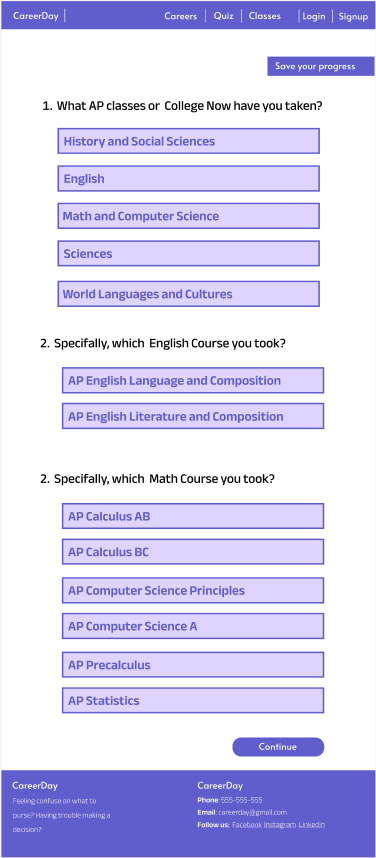 CareerDay
Careers Quiz Classes Login Signup
Save your progress
1. What AP classes or College Now have you taken?
History and Social Sciences
English
Math and Computer Science
Sciences
World Languages and Cultures
2. Specifally, which English Course you took?
AP English Language and Composition
AP English Literature and Composition
2. Specifally, which Math Course you took?
AP Calculus AB
AP Calculus BC
AP Computer Science Principles
AP Computer Science A
AP Precalculus
AP Statistics
Continue
CareerDay
Feeling confuse on what to
purse? Having trouble making a
decision?
CareerDay
Phone: 555-555-555
Email: careerday@gmail.com
Follow us: Facebook Instagram Linkedin